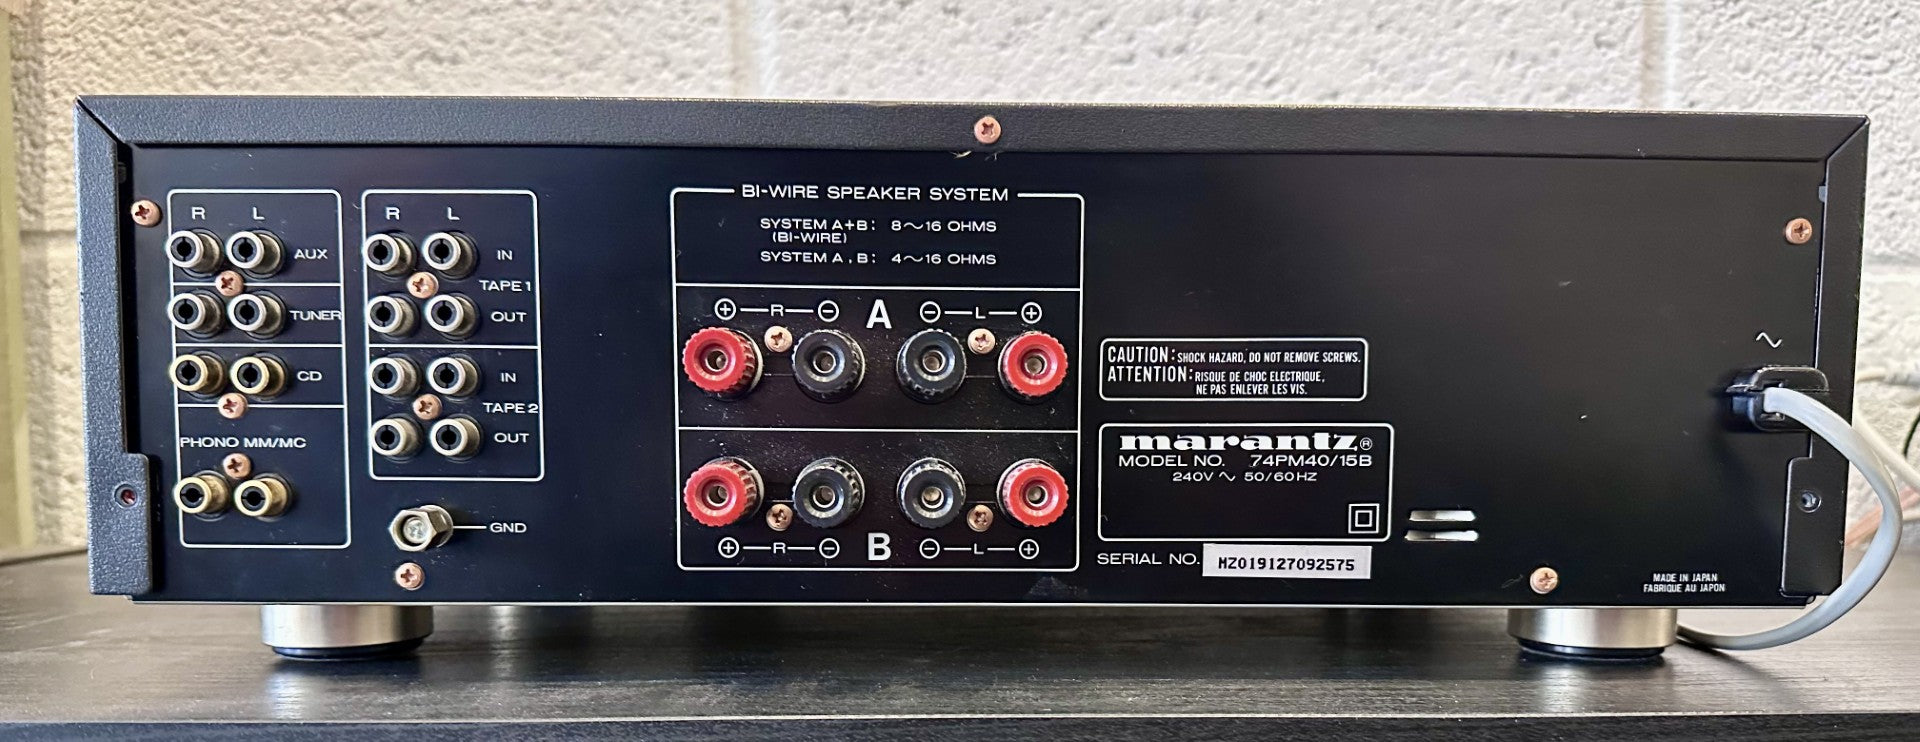 R L
AUX
TUNER
CD
PHONO MM/MC
R L
IN
TAPE 1
OUT
IN
TAPE 2
OUT
GND
BI-WIRE SPEAKER SYSTEM
SYSTEM A+B: 8～16 OHMS
(BI-WIRE)
SYSTEM A, B: 4～16 OHMS
⊕—R—⊖ A ⊖—L—⊕
⊕—R—⊖ B ⊖—L—⊕
CAUTION: SHOCK HAZARD, DO NOT REMOVE SCREWS.
ATTENTION: RISQUE DE CHOC ELECTRIQUE,
NE PAS ENLEVER LES VIS.
marantz®
MODEL NO. 74PM40/15B
240V ～ 50/60HZ
SERIAL NO. MZ019127092575
～
MADE IN JAPAN
FABRIQUE AU JAPON